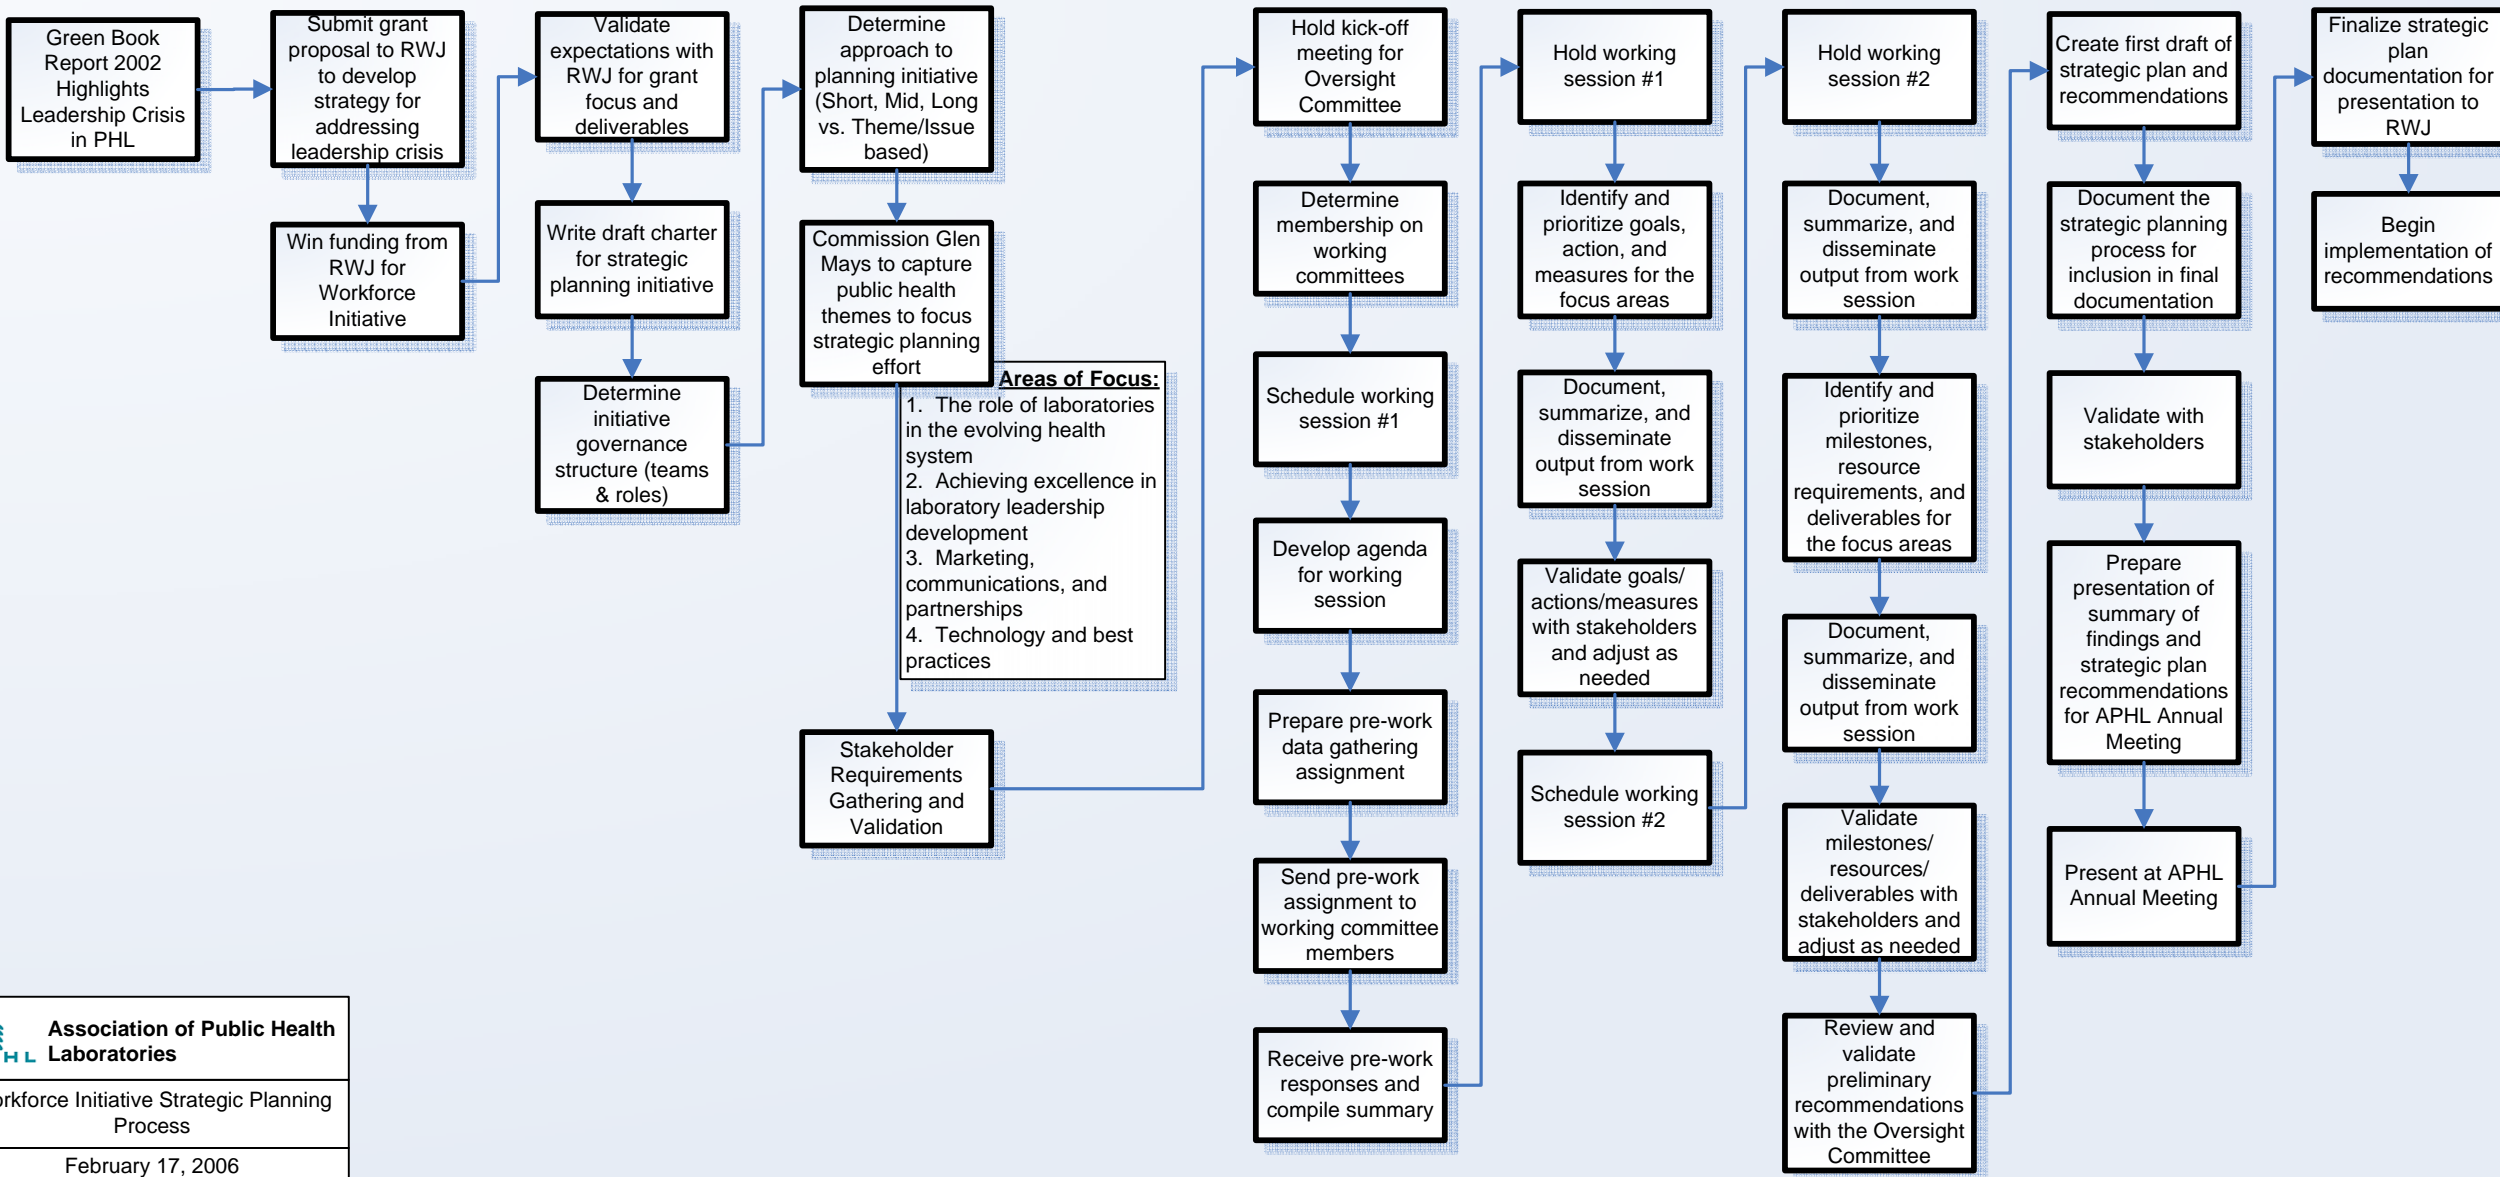 Green Book
Report 2002
Highlights
Leadership Crisis
in PHL
Submit grant
proposal to RWJ
to develop
strategy for
addressing
leadership crisis
Win funding from
RWJ for
Workforce
Initiative
Validate
expectations with
RWJ for grant
focus and
deliverables
Write draft charter
for strategic
planning initiative
Determine
initiative
governance
structure (teams
& roles)
Determine
approach to
planning initiative
(Short, Mid, Long
vs. Theme/Issue
based)
Commission Glen
Mays to capture
public health
themes to focus
strategic planning
effort
Areas of Focus:
1. The role of laboratories
in the evolving health
system
2. Achieving excellence in
laboratory leadership
development
3. Marketing,
communications, and
partnerships
4. Technology and best
practices
Stakeholder
Requirements
Gathering and
Validation
Hold kick-off
meeting for
Oversight
Committee
Determine
membership on
working
committees
Schedule working
session #1
Develop agenda
for working
session
Prepare pre-work
data gathering
assignment
Send pre-work
assignment to
working committee
members
Receive pre-work
responses and
compile summary
Hold working
session #1
Identify and
prioritize goals,
action, and
measures for the
focus areas
Document,
summarize, and
disseminate
output from work
session
Validate goals/
actions/measures
with stakeholders
and adjust as
needed
Schedule working
session #2
Hold working
session #2
Document,
summarize, and
disseminate
output from work
session
Identify and
prioritize
milestones,
resource
requirements, and
deliverables for
the focus areas
Document,
summarize, and
disseminate
output from work
session
Validate
milestones/
resources/
deliverables with
stakeholders and
adjust as needed
Review and
validate
preliminary
recommendations
with the Oversight
Committee
Create first draft of
strategic plan and
recommendations
Document the
strategic planning
process for
inclusion in final
documentation
Validate with
stakeholders
Prepare
presentation of
summary of
findings and
strategic plan
recommendations
for APHL Annual
Meeting
Present at APHL
Annual Meeting
Finalize strategic
plan
documentation for
presentation to
RWJ
Begin
implementation of
recommendations
Association of Public Health
HL Laboratories
orkforce Initiative Strategic Planning
Process
February 17, 2006